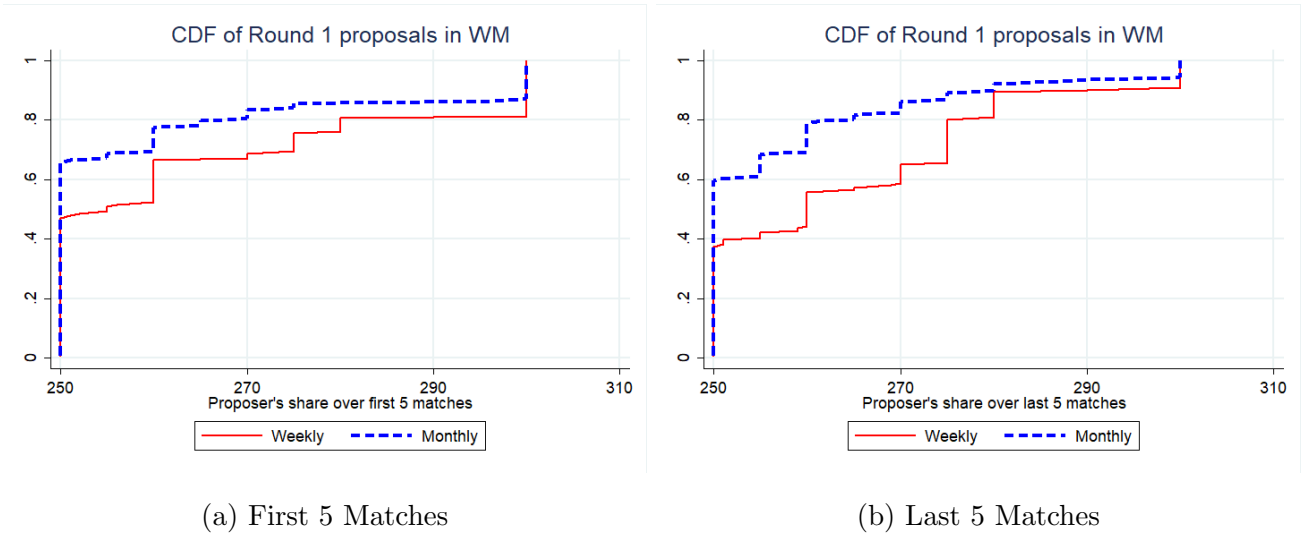 CDF of Round 1 proposals in WM
1
.8
.6
.4
.2
0
250 270 290 310
Proposer's share over first 5 matches
Weekly Monthly
(a) First 5 Matches
CDF of Round 1 proposals in WM
1
.8
.6
.4
.2
0
250 270 290 310
Proposer's share over last 5 matches
Weekly Monthly
(b) Last 5 Matches